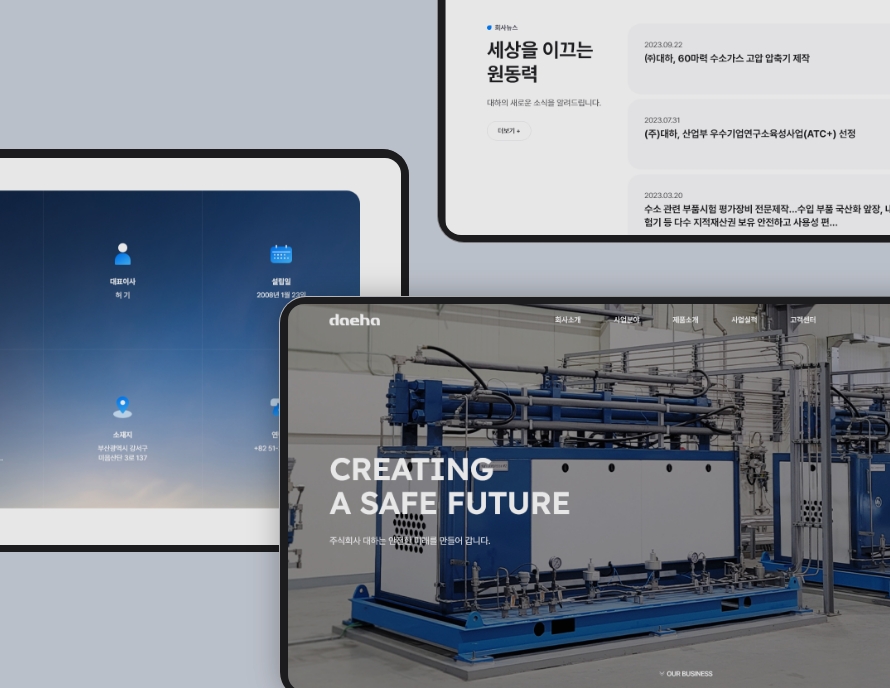 회사뉴스
세상을 이끄는
원동력
대하의 새로운 소식을 알려드립니다.
더보기 +
2023.09.22
㈜대하, 60마력 수소가스 고압 압축기 제작
2023.07.31
(주)대하, 산업부 우수기업연구소육성사업(ATC+) 선정
2023.03.20
수소 관련 부품시험 평가장비 전문제작...수입 부품 국산화 앞장,
험기 등 다수 지적재산권 보유 안전하고 사용성 편...
대표이사
허 기
설립일
2008년 1월 23일
소재지
부산광역시 강서구
미음산단 3로 137
+82 51-
daeha
회사소개
사업분야
제품소개
사업실적
고객센터
CREATING
A SAFE FUTURE
주식회사 대하는 안전한 미래를 만들어 갑니다.
OUR BUSINESS